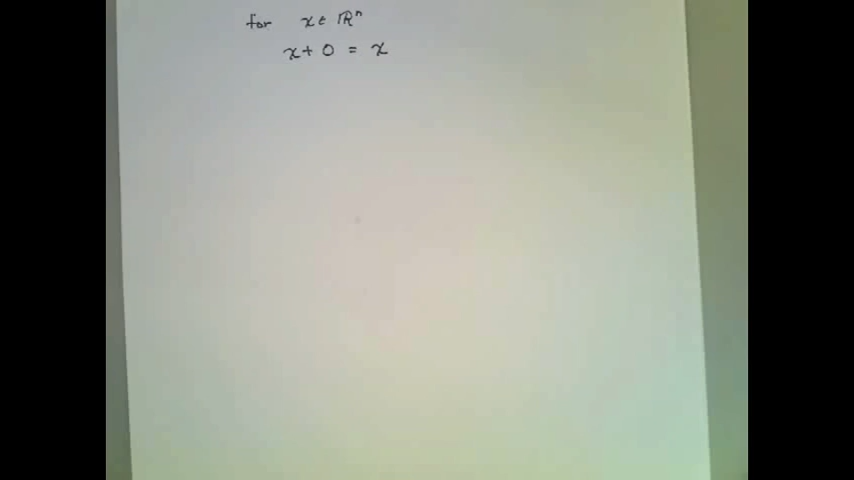 for x ∈ ℝⁿ
x + 0 = x